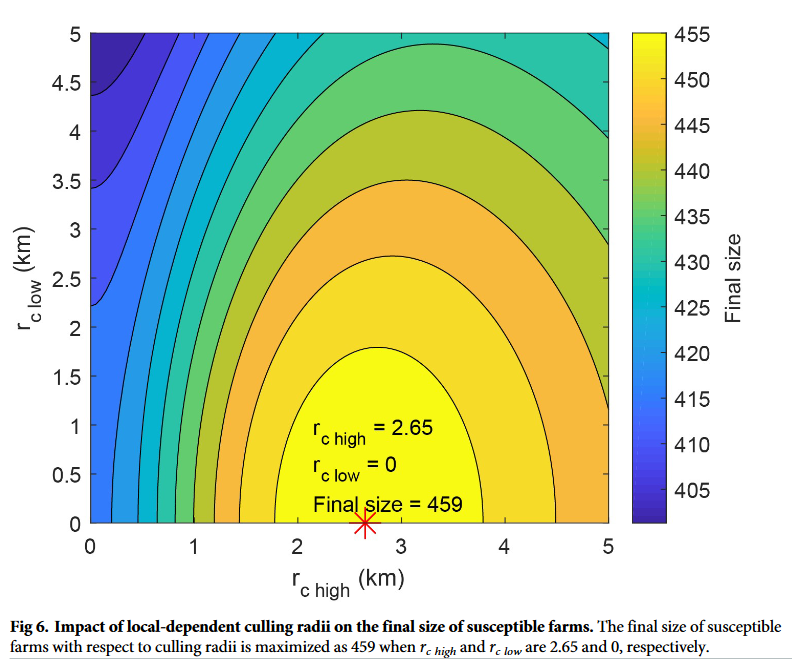 5
4.5
4
3.5
3
2.5
2
1.5
1
0.5
0
r c low (km)
0 1 2 3 4 5
r c high (km)
r c high = 2.65
r c low = 0
Final size = 459
455
450
445
440
435
430
425
420
415
410
405
Final size
Fig 6. Impact of local-dependent culling radii on the final size of susceptible farms. The final size of susceptible
farms with respect to culling radii is maximized as 459 when r c high and r c low are 2.65 and 0, respectively.